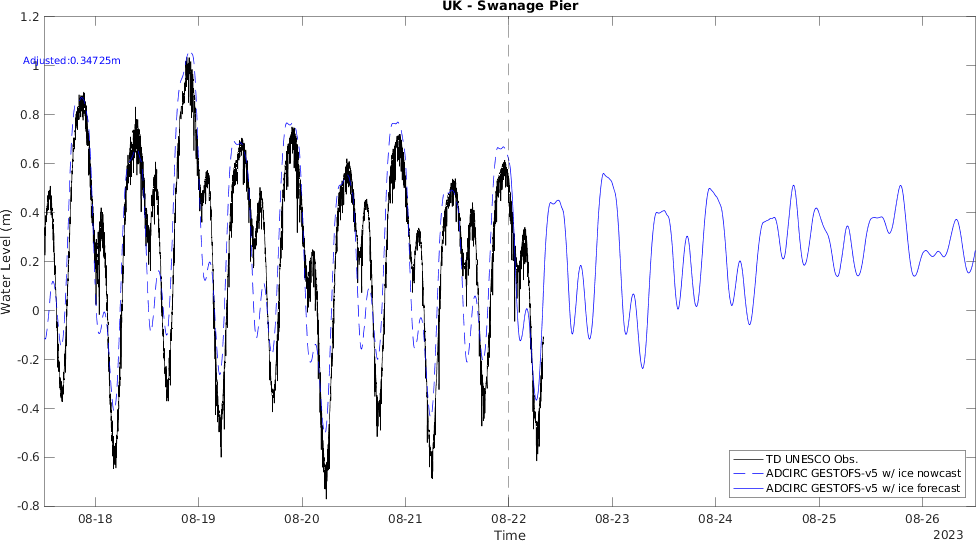 UK - Swanage Pier
Adjusted:0.34725m
1.2
1
0.8
0.6
0.4
0.2
0
-0.2
-0.4
-0.6
-0.8
Water Level (m)
TD UNESCO Obs.
ADCIRC GESTOFS-v5 w/ ice nowcast
ADCIRC GESTOFS-v5 w/ ice forecast
08-18 08-19 08-20 08-21 08-22 08-23 08-24 08-25 08-26
Time
2023